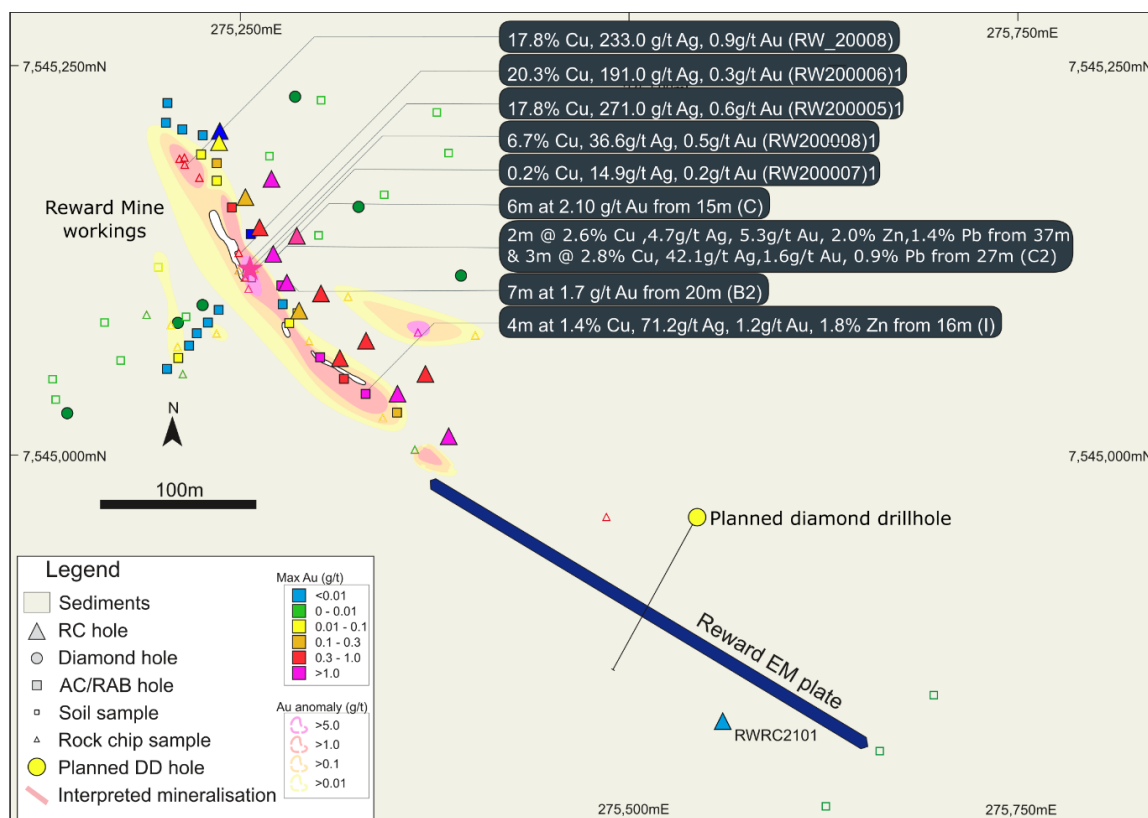 275,250mE
275,750mE
7,545,250mN
7,545,250mN
17.8% Cu, 233.0 g/t Ag, 0.9g/t Au (RW_20008)
20.3% Cu, 191.0 g/t Ag, 0.3g/t Au (RW200006)1
17.8% Cu, 271.0 g/t Ag, 0.6g/t Au (RW200005)1
6.7% Cu, 36.6g/t Ag, 0.5g/t Au (RW200008)1
0.2% Cu, 14.9g/t Ag, 0.2g/t Au (RW200007)1
6m at 2.10 g/t Au from 15m (C)
2m @ 2.6% Cu ,4.7g/t Ag, 5.3g/t Au, 2.0% Zn,1.4% Pb from 37m
& 3m @ 2.8% Cu, 42.1g/t Ag,1.6g/t Au, 0.9% Pb from 27m (C2)
7m at 1.7 g/t Au from 20m (B2)
4m at 1.4% Cu, 71.2g/t Ag, 1.2g/t Au, 1.8% Zn from 16m (I)
Reward Mine
workings
N
7,545,000mN
7,545,000mN
100m
Planned diamond drillhole
Reward EM plate
RWRC2101
Legend
Sediments
RC hole
Diamond hole
AC/RAB hole
Soil sample
Rock chip sample
Planned DD hole
Interpreted mineralisation
Max Au (g/t)
<0.01
0 - 0.01
0.01 - 0.1
0.1 - 0.3
0.3 - 1.0
>1.0
Au anomaly (g/t)
>5.0
>1.0
>0.1
>0.01
275,500mE
275,750mE